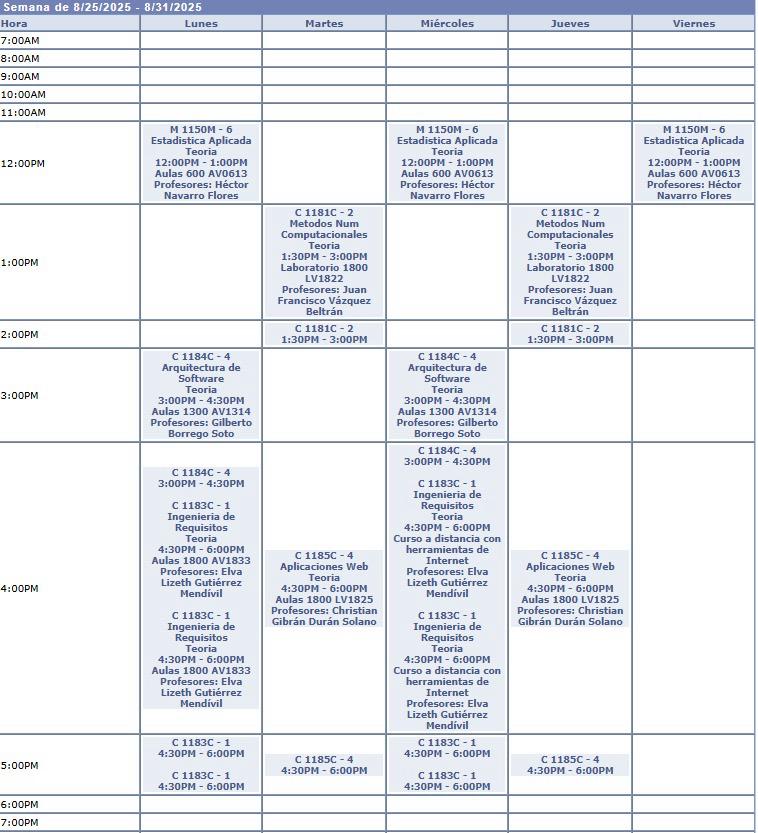 Semana de 8/25/2025 - 8/31/2025
Hora Lunes Martes Miércoles Jueves Viernes
7:00AM
8:00AM
9:00AM
10:00AM
11:00AM
12:00PM
M 1150M - 6
Estadistica Aplicada
Teoria
12:00PM - 1:00PM
Aulas 600 AV0613
Profesores: Héctor
Navarro Flores
M 1150M - 6
Estadistica Aplicada
Teoria
12:00PM - 1:00PM
Aulas 600 AV0613
Profesores: Héctor
Navarro Flores
M 1150M - 6
Estadistica Aplicada
Teoria
12:00PM - 1:00PM
Aulas 600 AV0613
Profesores: Héctor
Navarro Flores
1:00PM
C 1181C - 2
Metodos Num
Computacionales
Teoria
1:30PM - 3:00PM
Laboratorio 1800
LV1822
Profesores: Juan
Francisco Vázquez
Beltrán
C 1181C - 2
Metodos Num
Computacionales
Teoria
1:30PM - 3:00PM
Laboratorio 1800
LV1822
Profesores: Juan
Francisco Vázquez
Beltrán
2:00PM
C 1181C - 2
1:30PM - 3:00PM
C 1181C - 2
1:30PM - 3:00PM
3:00PM
C 1184C - 4
Arquitectura de
Software
Teoria
3:00PM - 4:30PM
Aulas 1300 AV1314
Profesores: Gilberto
Borrego Soto
C 1184C - 4
Arquitectura de
Software
Teoria
3:00PM - 4:30PM
Aulas 1300 AV1314
Profesores: Gilberto
Borrego Soto
4:00PM
C 1184C - 4
3:00PM - 4:30PM
C 1183C - 1
Ingenieria de
Requisitos
Teoria
4:30PM - 6:00PM
Aulas 1800 AV1833
Profesores: Elva
Lizeth Gutiérrez
Mendívil
C 1183C - 1
Ingenieria de
Requisitos
Teoria
4:30PM - 6:00PM
Aulas 1800 AV1833
Profesores: Elva
Lizeth Gutiérrez
Mendívil
C 1185C - 4
Aplicaciones Web
Teoria
4:30PM - 6:00PM
Aulas 1800 LV1825
Profesores: Christian
Gibrán Durán Solano
C 1184C - 4
3:00PM - 4:30PM
C 1183C - 1
Ingenieria de
Requisitos
Teoria
4:30PM - 6:00PM
Curso a distancia con
herramientas de
Internet
Profesores: Elva
Lizeth Gutiérrez
Mendívil
C 1183C - 1
Ingenieria de
Requisitos
Teoria
4:30PM - 6:00PM
Curso a distancia con
herramientas de
Internet
Profesores: Elva
Lizeth Gutiérrez
Mendívil
C 1185C - 4
Aplicaciones Web
Teoria
4:30PM - 6:00PM
Aulas 1800 LV1825
Profesores: Christian
Gibrán Durán Solano
5:00PM
C 1183C - 1
4:30PM - 6:00PM
C 1183C - 1
4:30PM - 6:00PM
C 1185C - 4
4:30PM - 6:00PM
C 1183C - 1
4:30PM - 6:00PM
C 1183C - 1
4:30PM - 6:00PM
C 1185C - 4
4:30PM - 6:00PM
6:00PM
7:00PM